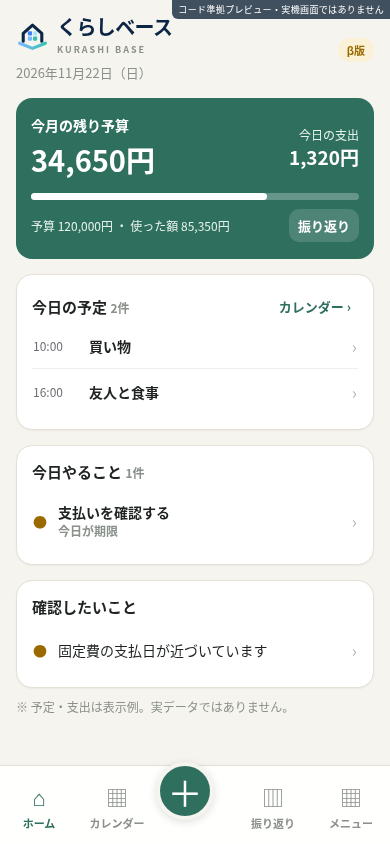 コード準拠プレビュー・実機画面ではありません
くらしベース
KURASHI BASE
β版
2026年11月22日（日）
今月の残り予算
34,650円
今日の支出
1,320円
予算 120,000円 ・ 使った額 85,350円
振り返り
今日の予定 2件
カレンダー ›
10:00 買い物 ›
16:00 友人と食事 ›
今日やること 1件
支払いを確認する ›
今日が期限
確認したいこと
固定費の支払日が近づいています ›
※ 予定・支出は表示例。実データではありません。
＋
ホーム
カレンダー
振り返り
メニュー